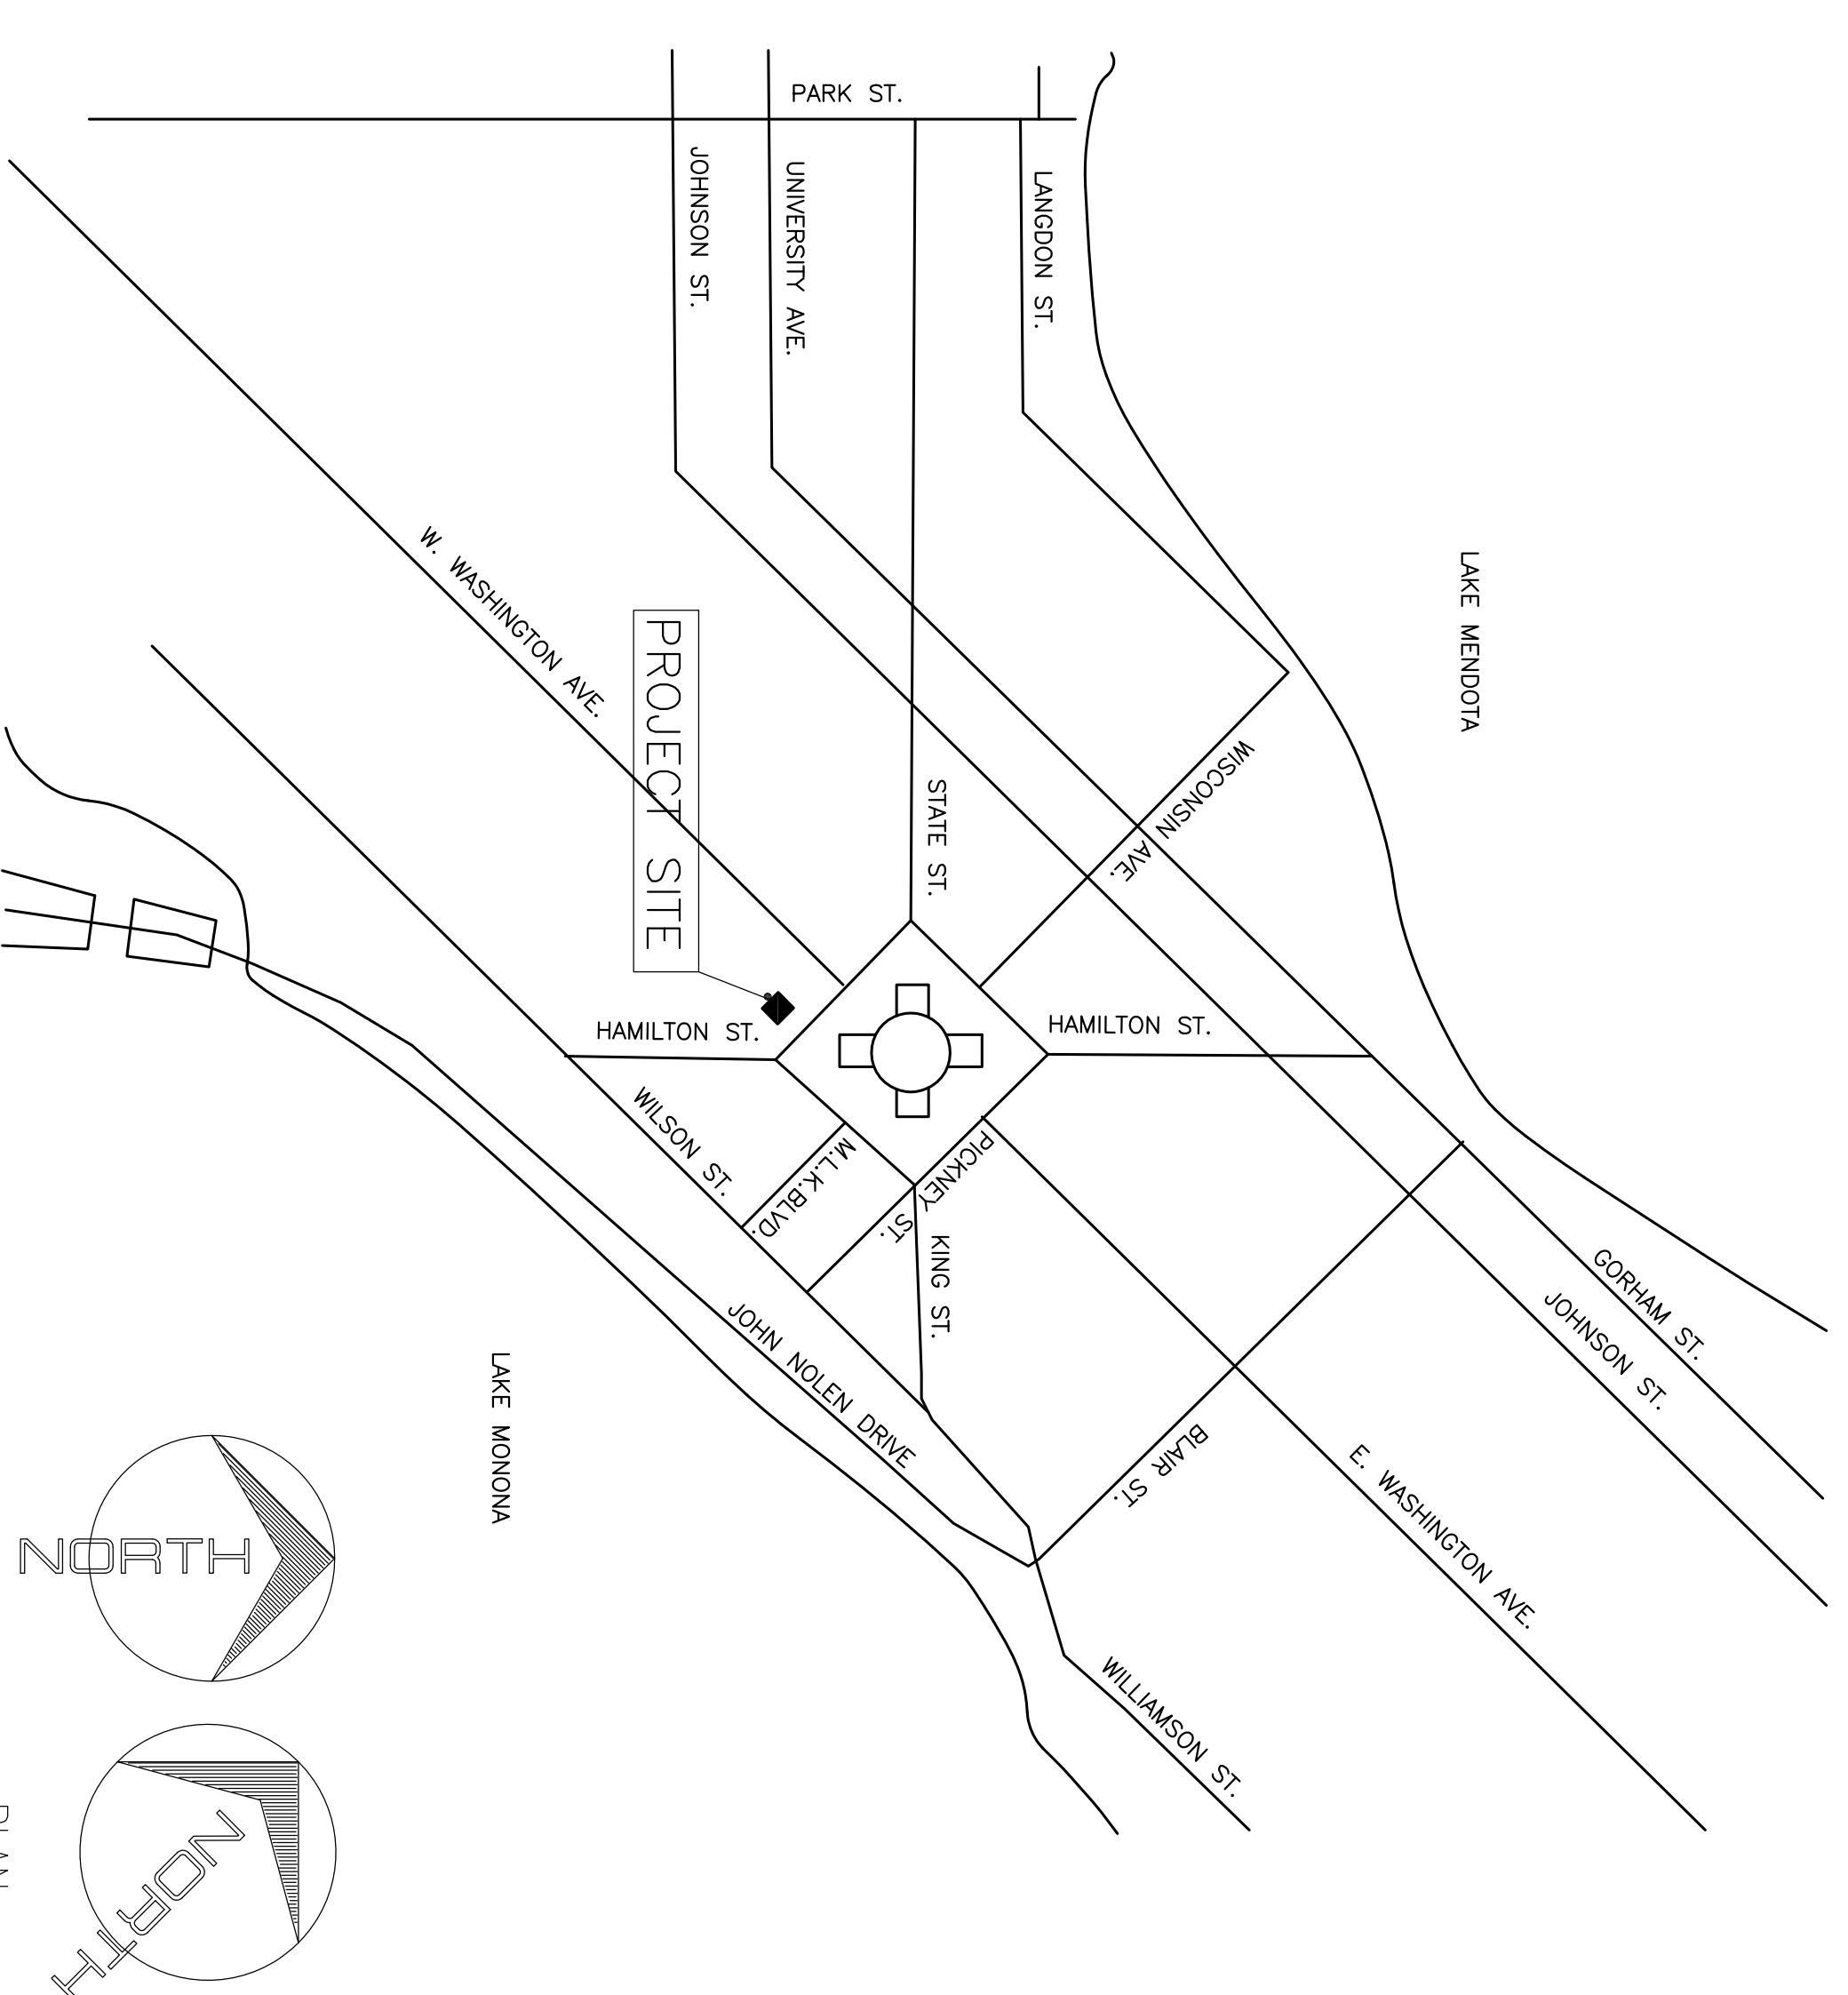 PARK ST.
JOHNSON ST.
UNIVERSITY AVE.
LANGDON ST.
LAKE MENDOTA
W. WASHINGTON AVE.
PROJECT SITE
STATE ST.
WISCONSIN AVE.
HAMILTON ST.
HAMILTON ST.
WILSON ST.
M.L.K. BLVD.
PICKNEY ST.
KING ST.
JOHN NOLEN DRIVE
GORHAM ST.
JOHNSON ST.
BLAIR ST.
E. WASHINGTON AVE.
WILLIAMSON ST.
LAKE MONONA
NORTH
NORTH